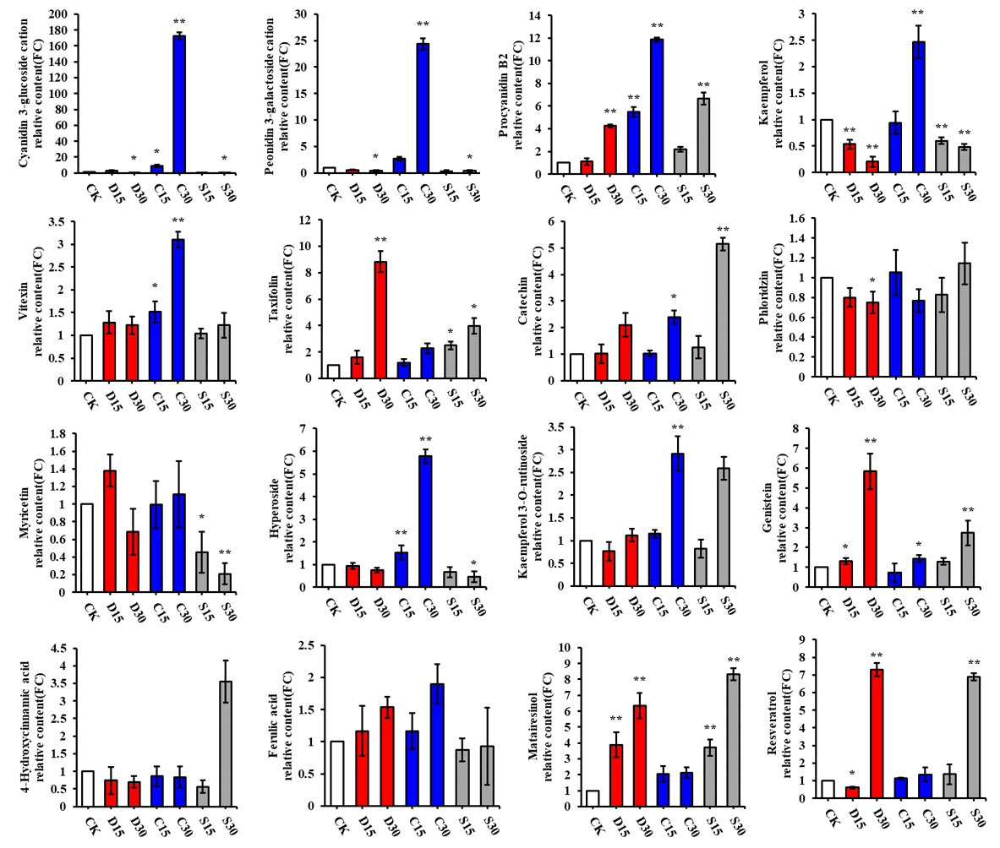 Cyanidin 3-glucoside cation
relative content(FC)
200
180
160
140
120
100
80
60
40
20
0
*
*
**
*
CK
D15
D30
C15
C30
S15
S30
Peonidin 3-galactoside cation
relative content(FC)
30
25
20
15
10
5
0
*
**
*
CK
D15
D30
C15
C30
S15
S30
Procyanidin B2
relative content(FC)
14
12
10
8
6
4
2
0
**
**
**
**
CK
D15
D30
C15
C30
S15
S30
Kaempferol
relative content(FC)
3
2.5
2
1.5
1
0.5
0
**
**
**
**
**
CK
D15
D30
C15
C30
S15
S30
Vitexin
relative content(FC)
3.5
3
2.5
2
1.5
1
0.5
0
*
**
CK
D15
D30
C15
C30
S15
S30
Taxifolin
relative content(FC)
12
10
8
6
4
2
0
**
*
*
CK
D15
D30
C15
C30
S15
S30
Catechin
relative content(FC)
6
5
4
3
2
1
0
*
**
CK
D15
D30
C15
C30
S15
S30
Phloridzin
relative content(FC)
1.6
1.4
1.2
1
0.8
0.6
0.4
0.2
0
*
CK
D15
D30
C15
C30
S15
S30
Myricetin
relative content(FC)
1.8
1.6
1.4
1.2
1
0.8
0.6
0.4
0.2
0
*
**
CK
D15
D30
C15
C30
S15
S30
Hyperoside
relative content(FC)
7
6
5
4
3
2
1
0
**
**
*
CK
D15
D30
C15
C30
S15
S30
Kaempferol 3-O-rutinoside
relative content(FC)
3.5
3
2.5
2
1.5
1
0.5
0
**
CK
D15
D30
C15
C30
S15
S30
Genistein
relative content(FC)
8
7
6
5
4
3
2
1
0
*
**
*
**
CK
D15
D30
C15
C30
S15
S30
4-Hydroxycinnamic acid
relative content(FC)
4.5
4
3.5
3
2.5
2
1.5
1
0.5
0
CK
D15
D30
C15
C30
S15
S30
Ferulic acid
relative content(FC)
2.5
2
1.5
1
0.5
0
CK
D15
D30
C15
C30
S15
S30
Matairesinol
relative content(FC)
10
9
8
7
6
5
4
3
2
1
0
**
**
**
**
CK
D15
D30
C15
C30
S15
S30
Resveratrol
relative content(FC)
9
8
7
6
5
4
3
2
1
0
*
**
**
CK
D15
D30
C15
C30
S15
S30